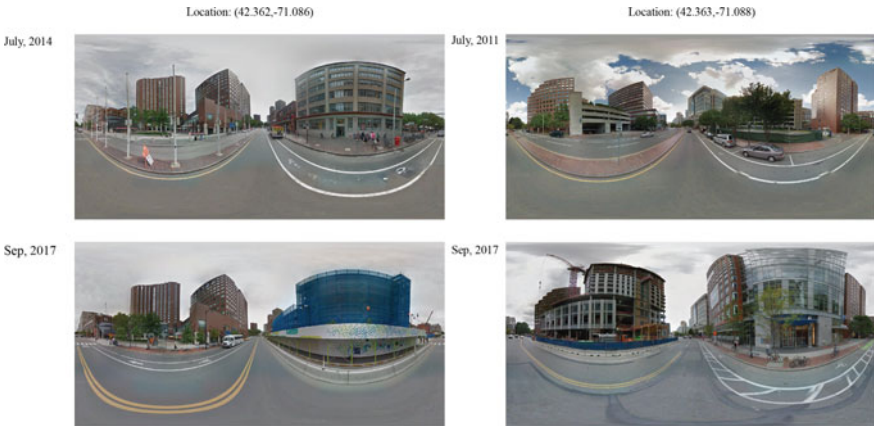 Location: (42.362,-71.086)
Location: (42.363,-71.088)
July, 2014
July, 2011
Sep, 2017
Sep, 2017